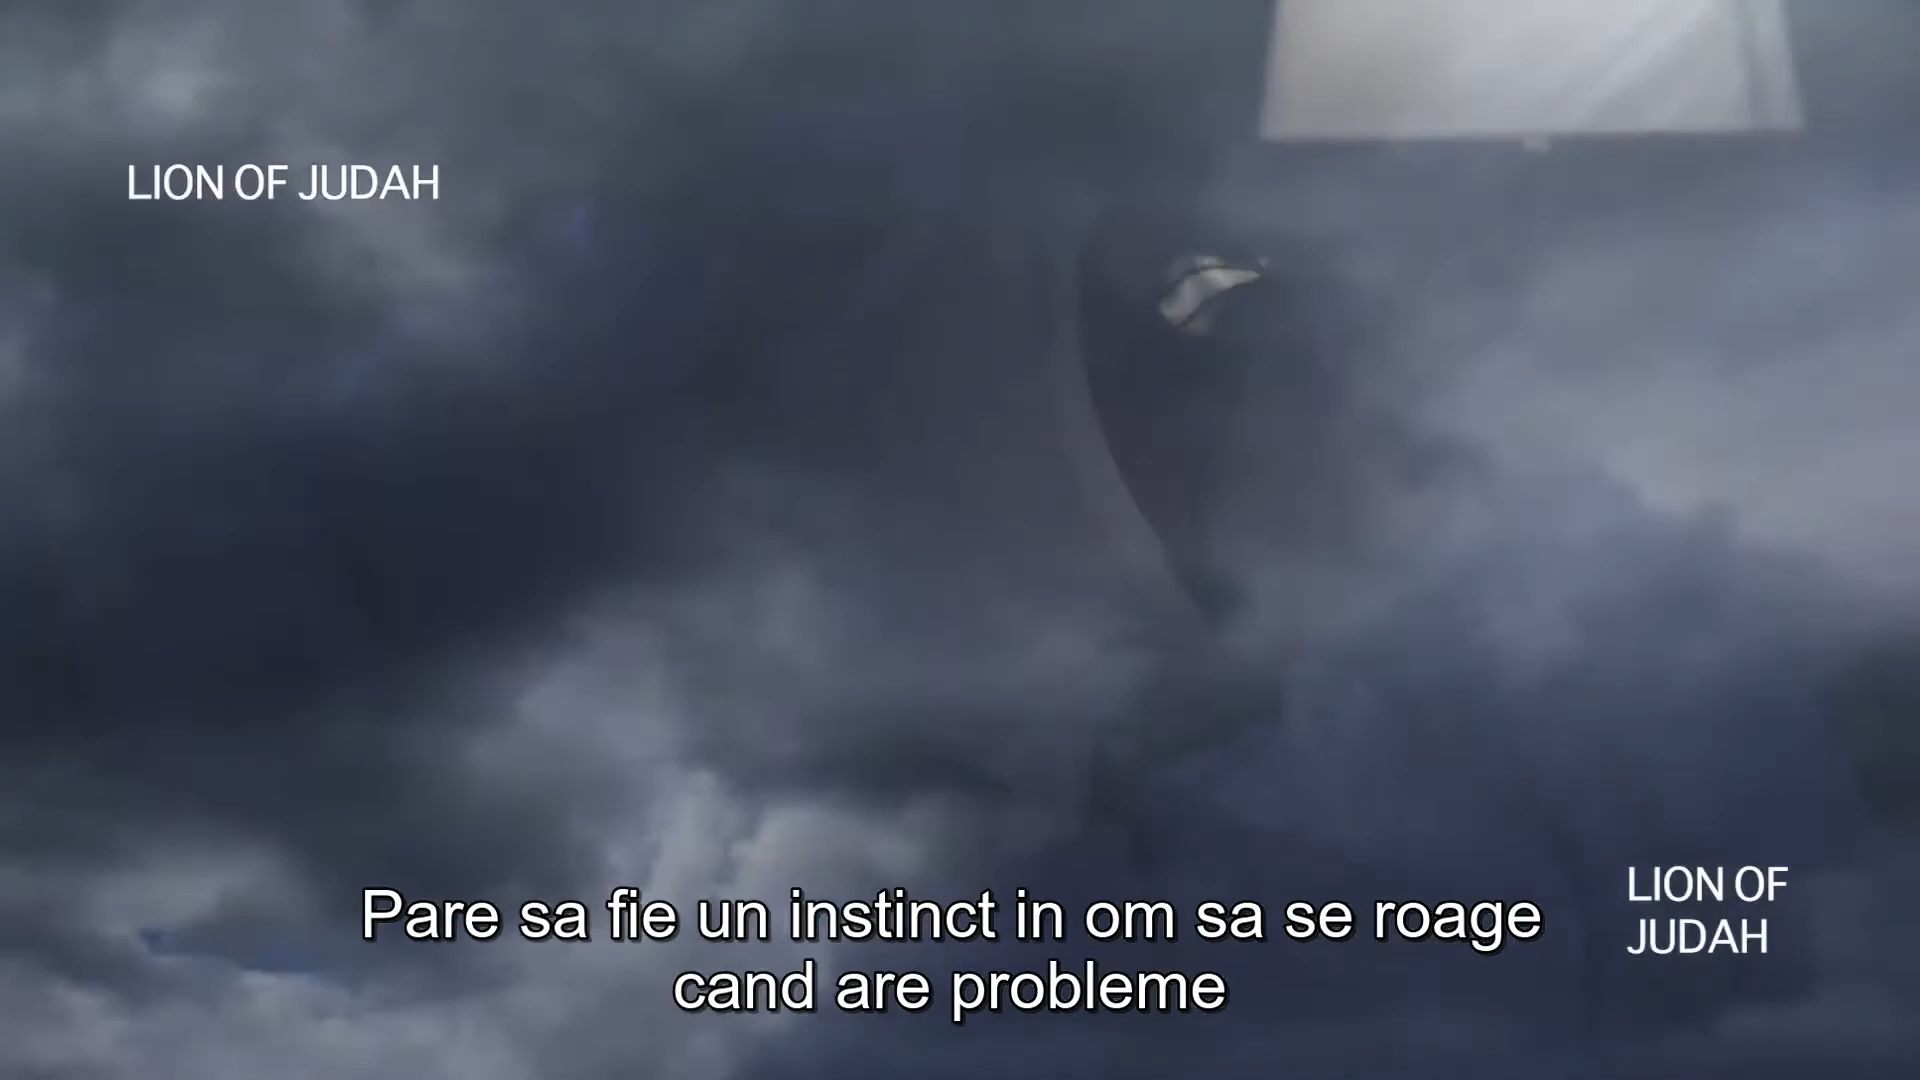 LION OF JUDAH
LION OF
JUDAH
Pare sa fie un instinct in om sa se roage
cand are probleme